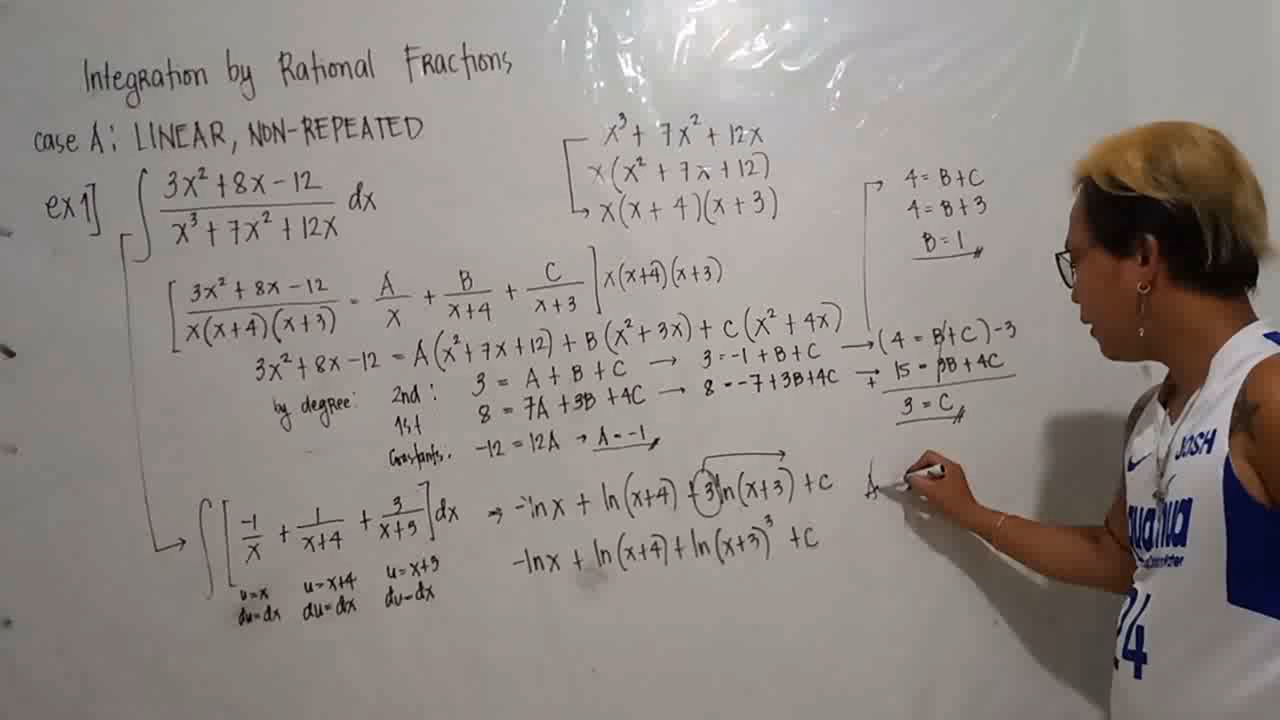 Integration by Rational Fractions
case A: LINEAR, NON-REPEATED
ex 1] ∫ (3x² + 8x - 12)/(x³ + 7x² + 12x) dx
x³ + 7x² + 12x
x(x² + 7x + 12)
x(x + 4)(x + 3)
[(3x² + 8x - 12)/(x(x+4)(x+3)) = A/x + B/(x+4) + C/(x+3)] x(x+4)(x+3)
3x² + 8x - 12 = A(x² + 7x + 12) + B(x² + 3x) + C(x² + 4x)
by degree: 2nd: 3 = A + B + C → 3 = -1 + B + C → (4 = B + C) -3
1st 8 = 7A + 3B + 4C → 8 = -7 + 3B + 4C → + 15 = 3B + 4C
3 = C
Constants: -12 = 12A → A = -1
4 = B + C
4 = B + 3
B = 1
∫ [-1/x + 1/(x+4) + 3/(x+3)] dx → -ln x + ln(x+4) + 3 ln(x+3) + C
u = x u = x+4 u = x+3
du = dx du = dx du = dx
-ln x + ln(x+4) + ln(x+3)³ + C
JOSH
24